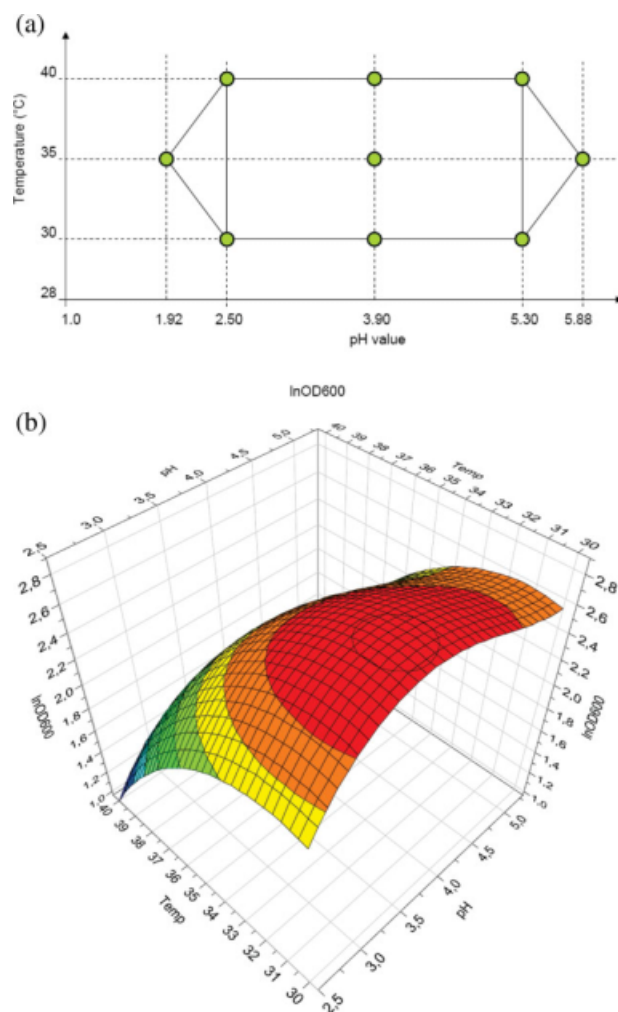 (a)
Temperature (°C)
40
35
30
28
1.0 1.92 2.50 3.90 5.30 5.88
pH value
lnOD600
(b)
pH
2,5 3,0 3,5 4,0 4,5 5,0
Temp
40 39 38 37 36 35 34 33 32 31 30
lnOD600
2,8
2,6
2,4
2,2
2,0
1,8
1,6
1,4
1,2
1,0
lnOD600
2,8
2,6
2,4
2,2
2,0
1,8
1,6
1,4
1,2
1,0
Temp
40 39 38 37 36 35 34 33 32 31 30
pH
2,5 3,0 3,5 4,0 4,5 5,0